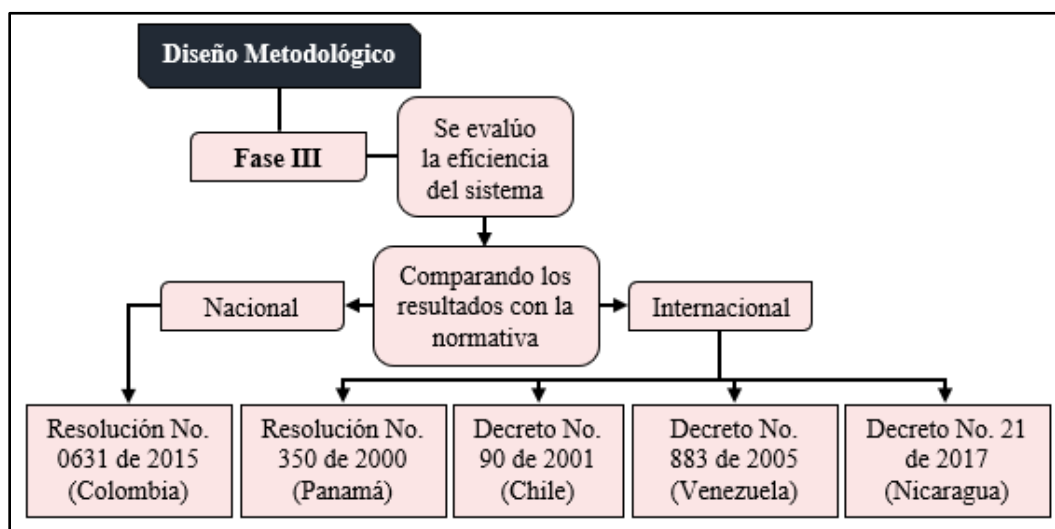 Diseño Metodológico
Fase III
Se evalúo
la eficiencia
del sistema
Comparando los
resultados con la
normativa
Nacional
Internacional
Resolución No.
0631 de 2015
(Colombia)
Resolución No.
350 de 2000
(Panamá)
Decreto No.
90 de 2001
(Chile)
Decreto No.
883 de 2005
(Venezuela)
Decreto No. 21
de 2017
(Nicaragua)